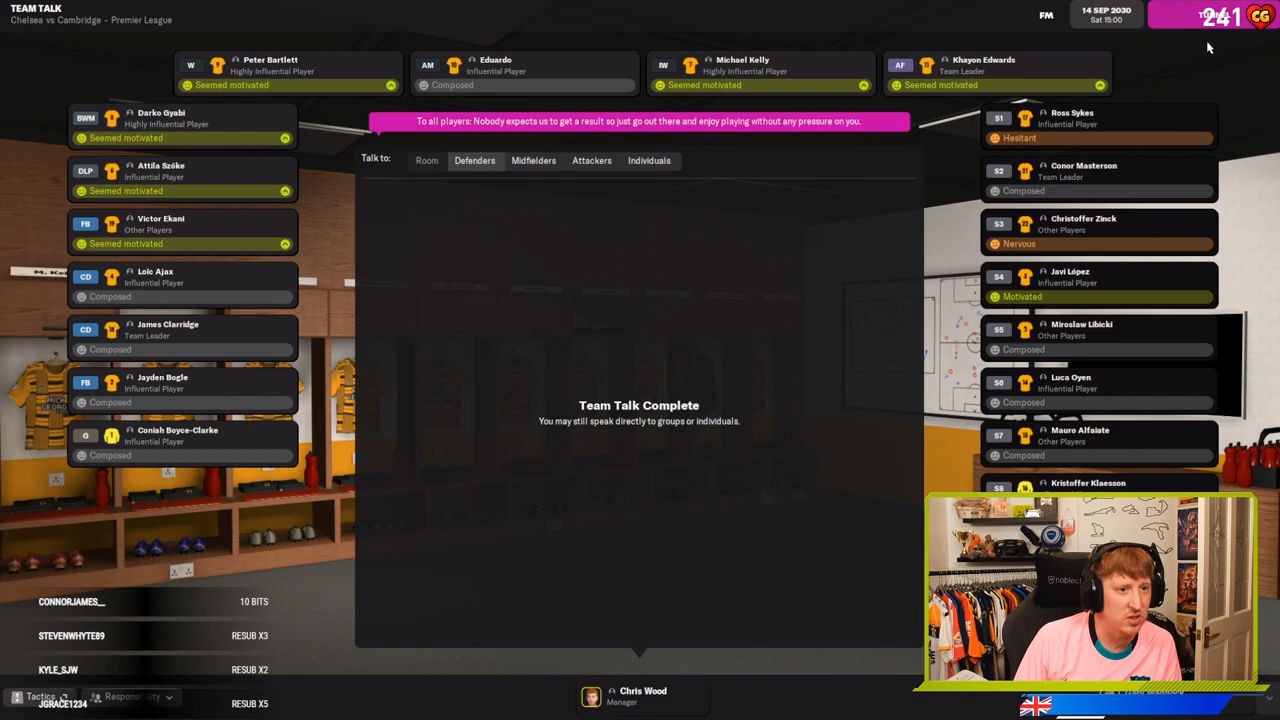 TEAM TALK
Chelsea vs Cambridge - Premier League
FM
14 SEP 2030
Sat 15:00
241
CG
W
Peter Bartlett
Highly Influential Player
Seemed motivated
AM
Eduardo
Influential Player
Composed
IW
Michael Kelly
Highly Influential Player
Seemed motivated
AF
Khayon Edwards
Team Leader
Seemed motivated
To all players: Nobody expects us to get a result so just go out there and enjoy playing without any pressure on you.
Talk to:
Room
Defenders
Midfielders
Attackers
Individuals
BWM
Darko Gyabi
Highly Influential Player
Seemed motivated
DLP
Attila Szőke
Influential Player
Seemed motivated
FB
Victor Ekani
Other Players
Seemed motivated
CD
Loïc Ajax
Influential Player
Composed
CD
James Clarridge
Team Leader
Composed
FB
Jayden Bogle
Influential Player
Composed
G
Coniah Boyce-Clarke
Influential Player
Composed
Team Talk Complete
You may still speak directly to groups or individuals.
S1
Ross Sykes
Influential Player
Hesitant
S2
Conor Masterson
Team Leader
Composed
S3
Christoffer Zinck
Other Players
Nervous
S4
Javi López
Influential Player
Motivated
S5
Miroslaw Libicki
Other Players
Composed
S6
Luca Oyen
Influential Player
Composed
S7
Mauro Alfaiate
Other Players
Composed
S8
Kristoffer Klaesson
M. Ke
noblechairs
CONNORJAMES__ 10 BITS
STEVENWHYTE89 RESUB X3
KYLE_SJW RESUB X2
JGRACE1234 RESUB X5
Tactics
Responsibility
Chris Wood
Manager